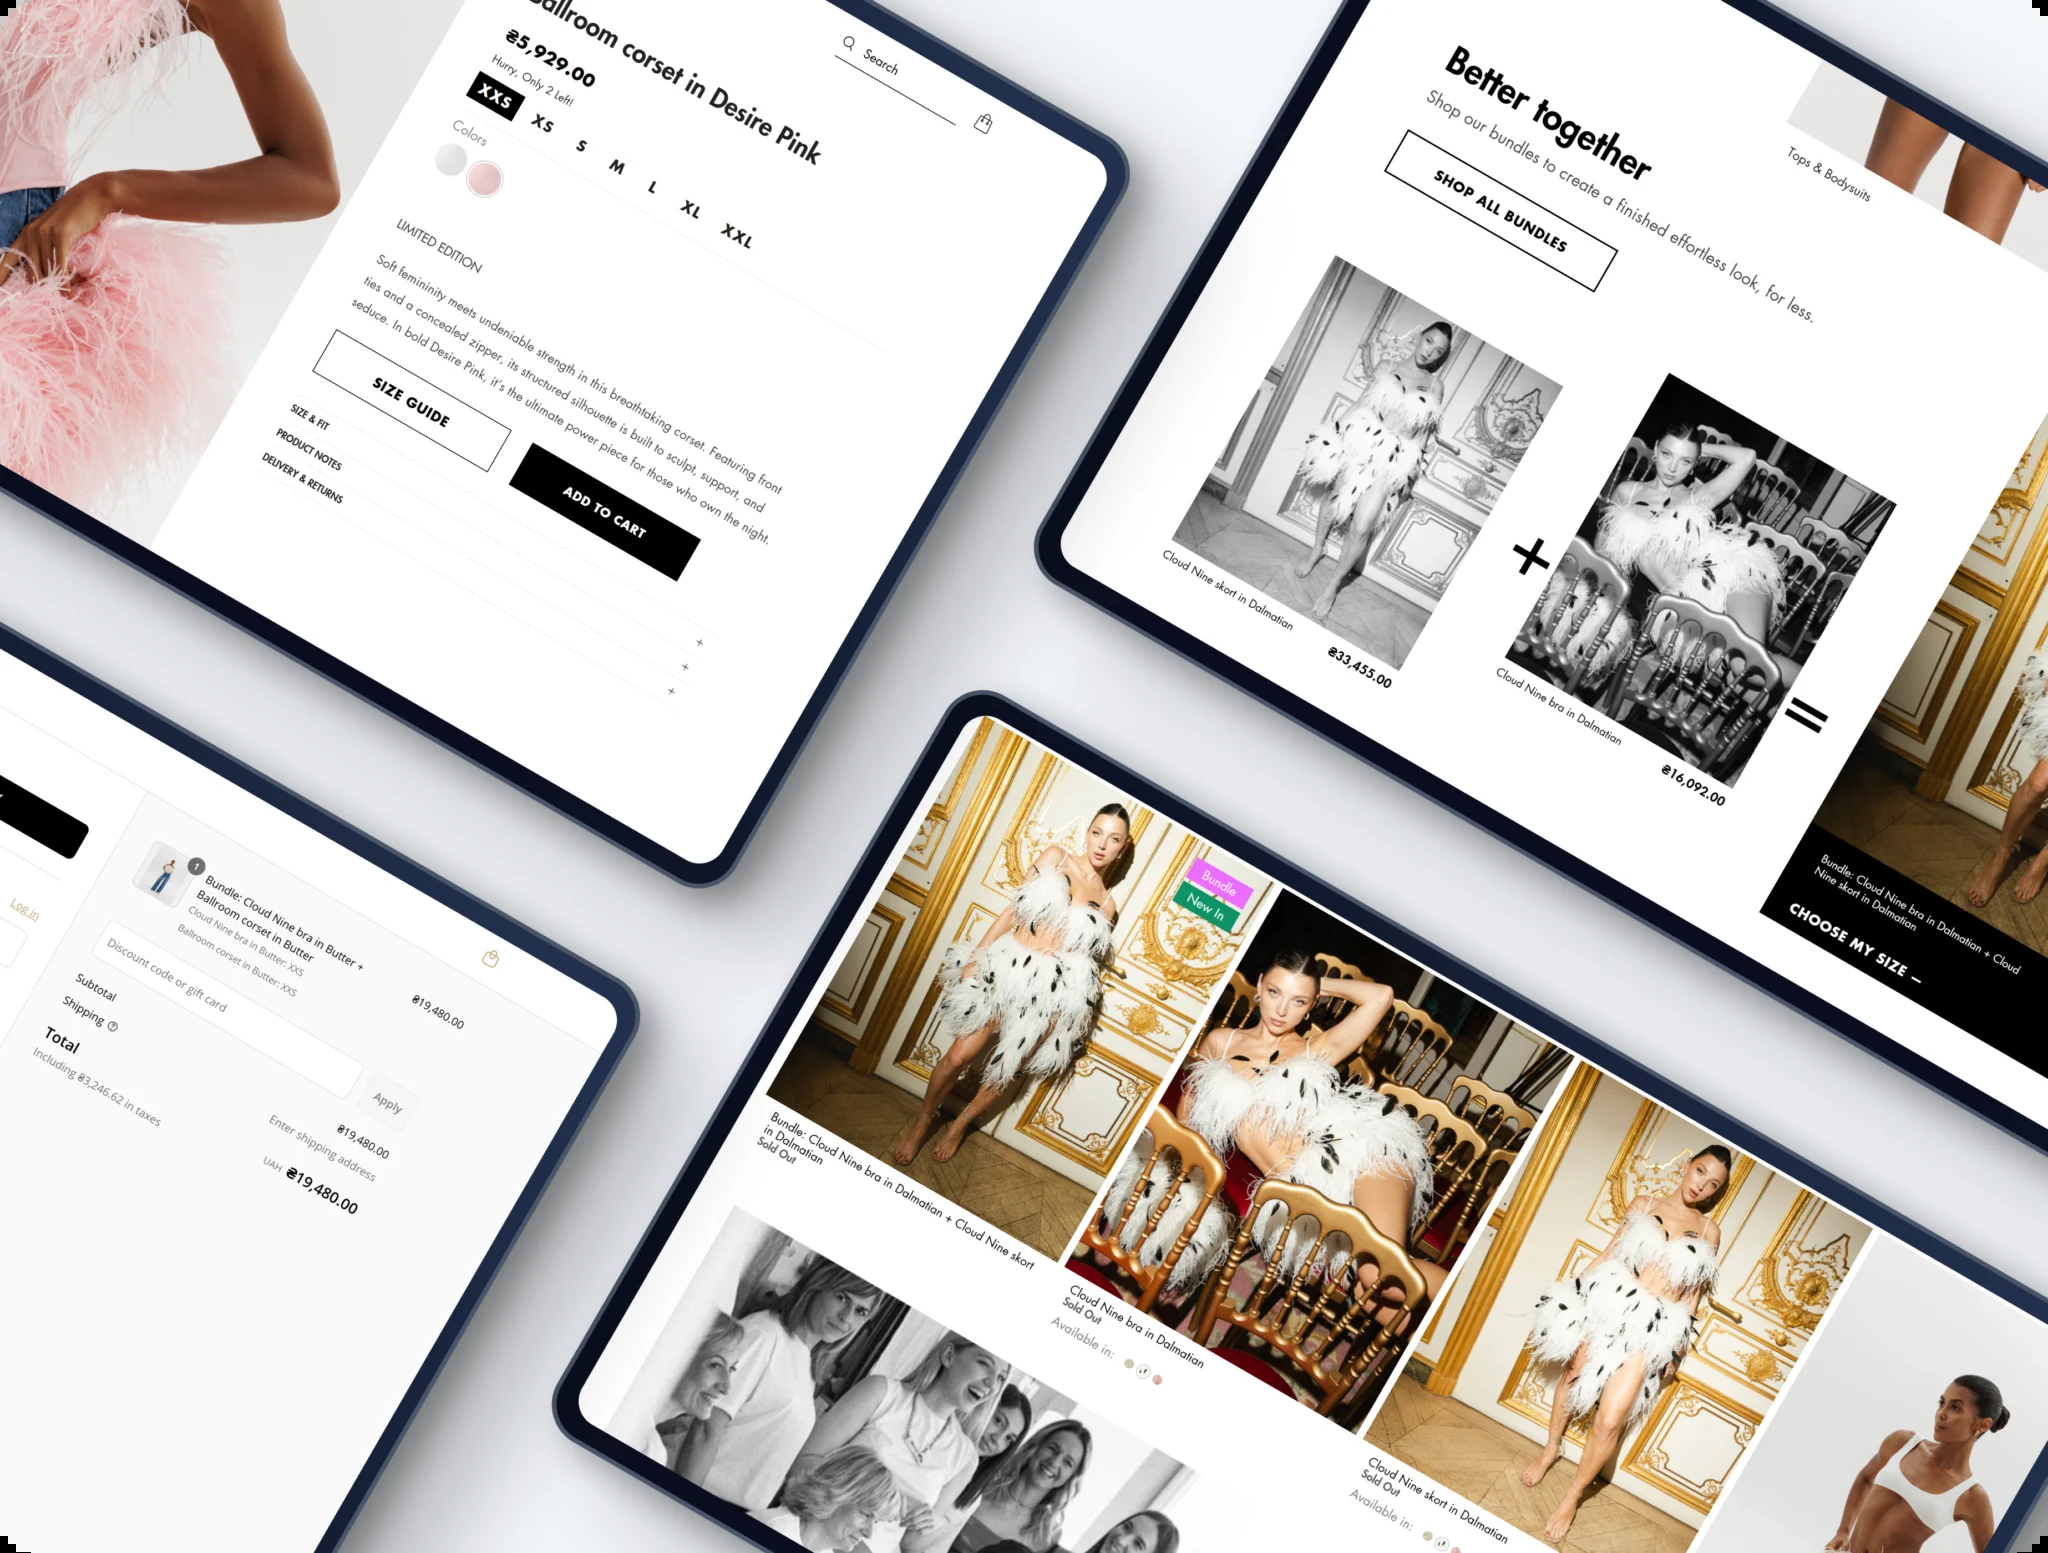 Ballroom corset in Desire Pink
₴5,929.00
Hurry, Only 2 Left!
XXS XS S M L XL XXL
Colors
LIMITED EDITION
Soft femininity meets undeniable strength in this breathtaking corset. Featuring front
ties and a concealed zipper, its structured silhouette is built to sculpt, support, and
seduce. In bold Desire Pink, it's the ultimate power piece for those who own the night.
SIZE GUIDE
ADD TO CART
SIZE & FIT +
PRODUCT NOTES +
DELIVERY & RETURNS +
Search
Better together
Shop our bundles to create a finished effortless look, for less.
SHOP ALL BUNDLES
Tops & Bodysuits
Cloud Nine skort in Dalmatian
₴33,455.00
+
Cloud Nine bra in Dalmatian
₴16,092.00
=
Bundle: Cloud Nine bra in Dalmatian + Cloud
Nine skort in Dalmatian
CHOOSE MY SIZE –
Log in
1
Bundle: Cloud Nine bra in Butter +
Ballroom corset in Butter
Cloud Nine bra in Butter: XXS
Ballroom corset in Butter: XXS
₴19,480.00
Discount code or gift card
Apply
Subtotal ₴19,480.00
Shipping Enter shipping address
Total UAH ₴19,480.00
Including ₴3,246.62 in taxes
Bundle
New In
Bundle: Cloud Nine bra in Dalmatian + Cloud Nine skort
in Dalmatian
Sold Out
Cloud Nine bra in Dalmatian
Sold Out
Available in:
Cloud Nine skort in Dalmatian
Sold Out
Available in: